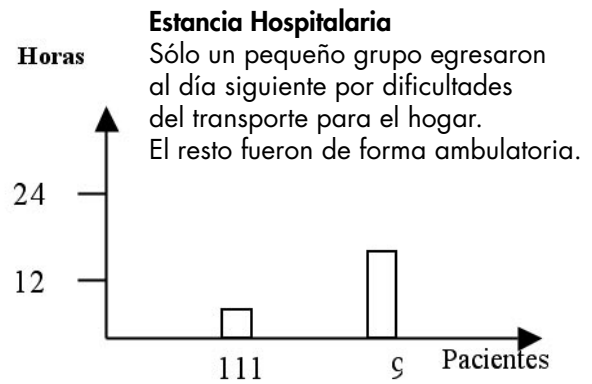 Estancia Hospitalaria
Horas
Sólo un pequeño grupo egresaron
al día siguiente por dificultades
del transporte para el hogar.
El resto fueron de forma ambulatoria.
24
12
111
9
Pacientes